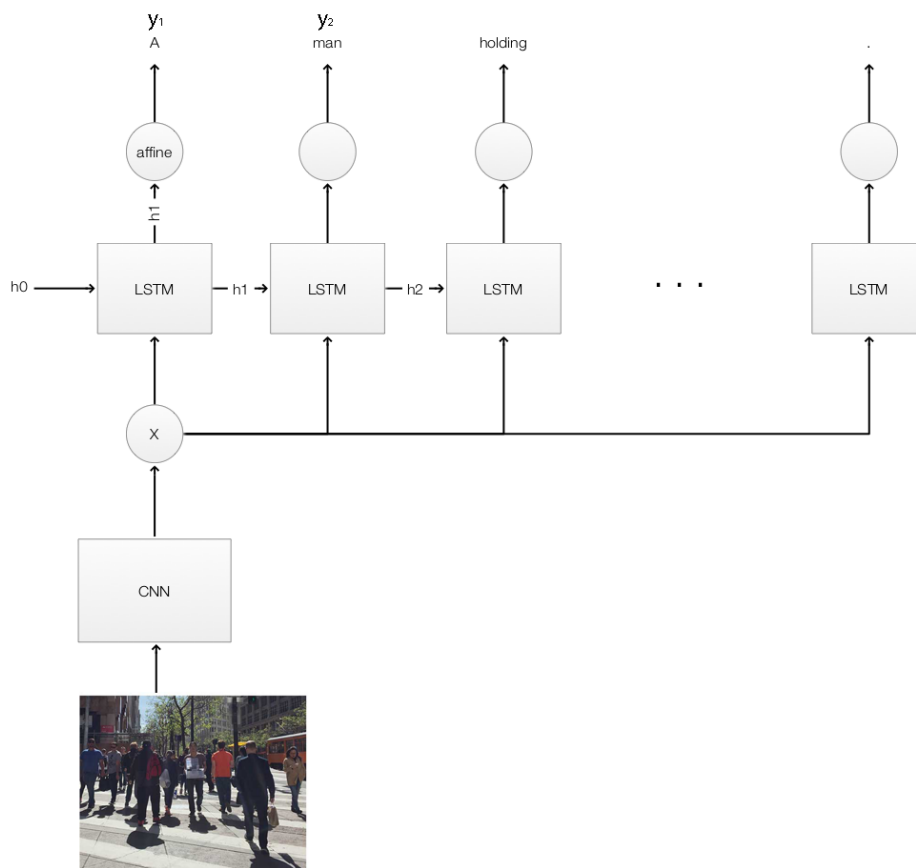 y₁ y₂
A man holding .
affine
h1
h0 LSTM h1 LSTM h2 LSTM . . . LSTM
X
CNN